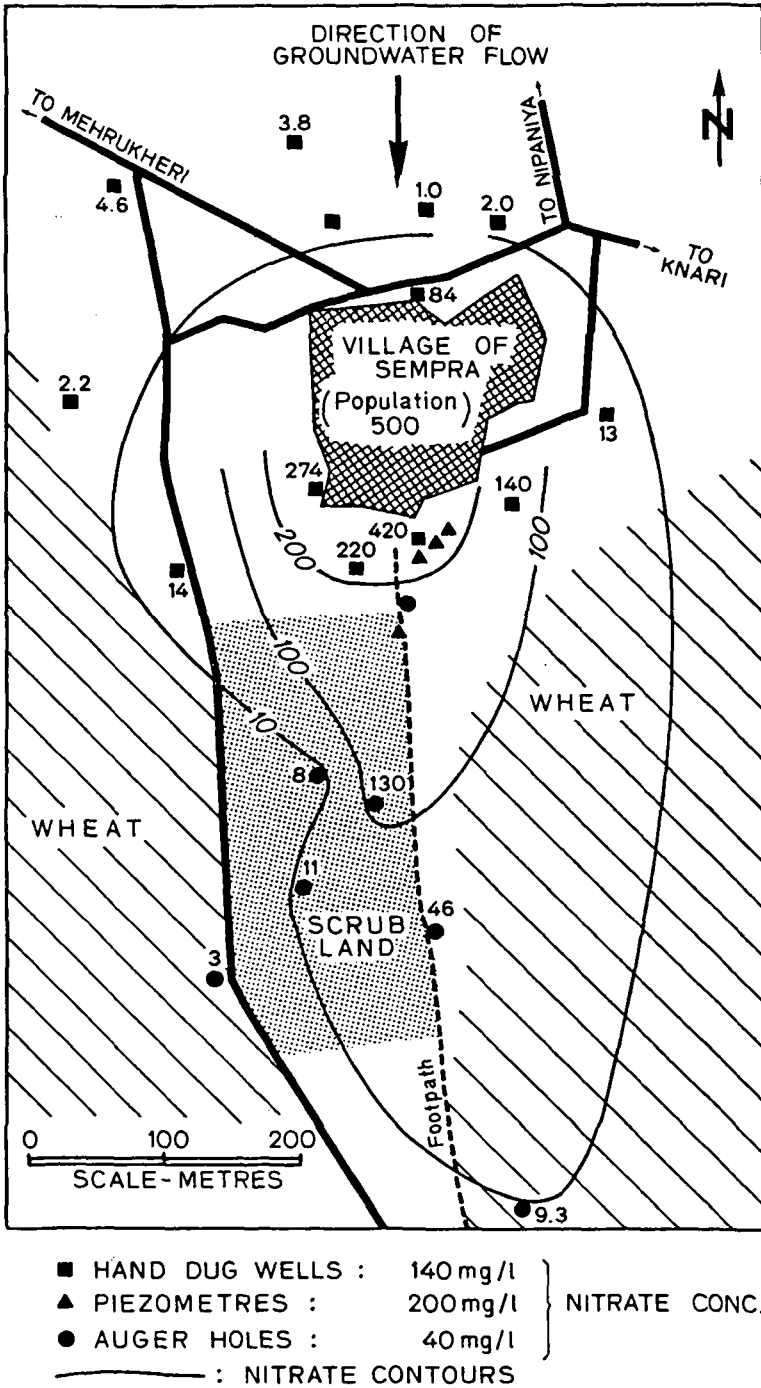 DIRECTION OF
GROUNDWATER FLOW
N
TO MEHRUKHERI
TO NIPANIYA
TO
KNARI
3.8
4.6
1.0
2.0
84
VILLAGE OF
SEMPRA
(Population)
500
2.2
13
274
140
420
200
220
100
14
100
10
WHEAT
8
130
WHEAT
11
46
SCRUB
LAND
3
Footpath
0 100 200
SCALE-METRES
9.3
HAND DUG WELLS : 140 mg/l
PIEZOMETRES : 200 mg/l
NITRATE CONC.
AUGER HOLES : 40 mg/l
: NITRATE CONTOURS